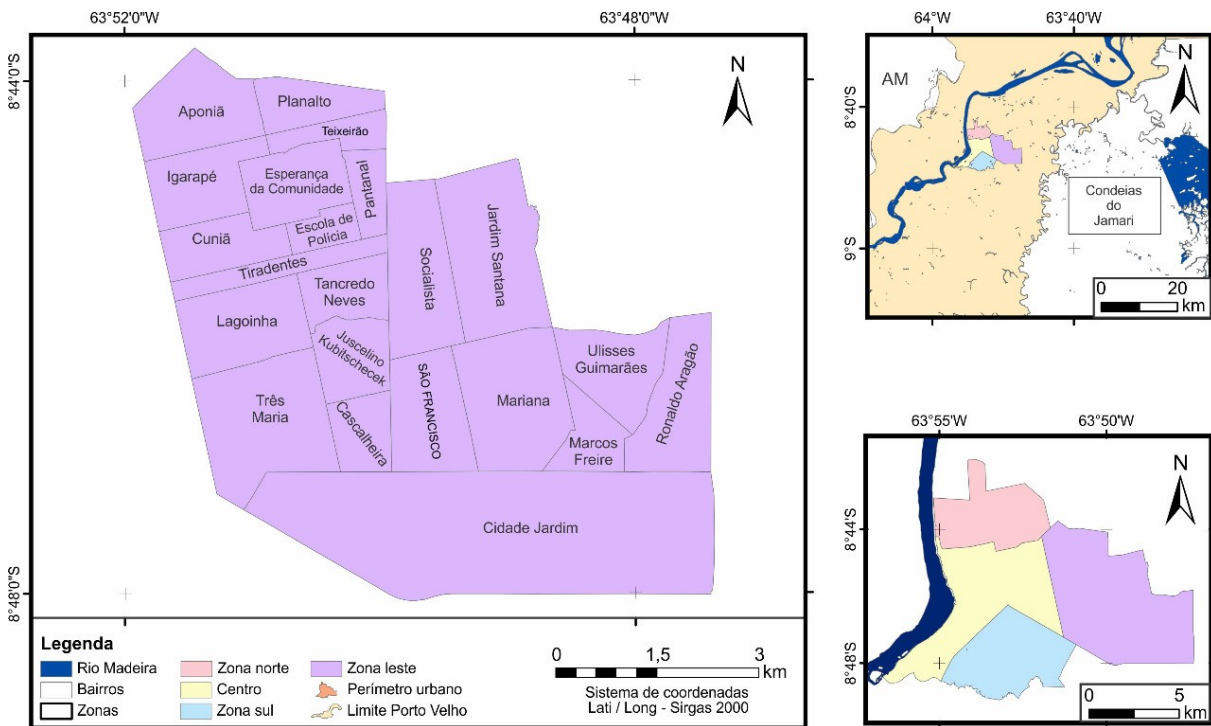 63°52'0"W
63°48'0"W
8°44'0"S
8°48'0"S
N
Aponiã
Planalto
Teixeirão
Igarapé
Esperança
da Comunidade
Pantanal
Cuniã
Escola de
Polícia
Tiradentes
Socialista
Jardim Santana
Tancredo
Neves
Lagoinha
Juscelino
Kubitscheck
Ulisses
Guimarães
Ronaldo Aragão
Três
Maria
Cascalheira
SÃO FRANCISCO
Mariana
Marcos
Freire
Cidade Jardim
Legenda
Rio Madeira
Bairros
Zonas
Zona norte
Centro
Zona sul
Zona leste
Perímetro urbano
Limite Porto Velho
0 1,5 3
km
Sistema de coordenadas
Lati / Long - Sirgas 2000
64°W
63°40'W
8°40'S
9°S
AM
N
Condeias
do
Jamari
0 20
km
63°55'W
63°50'W
8°44'S
8°48'S
N
0 5
km